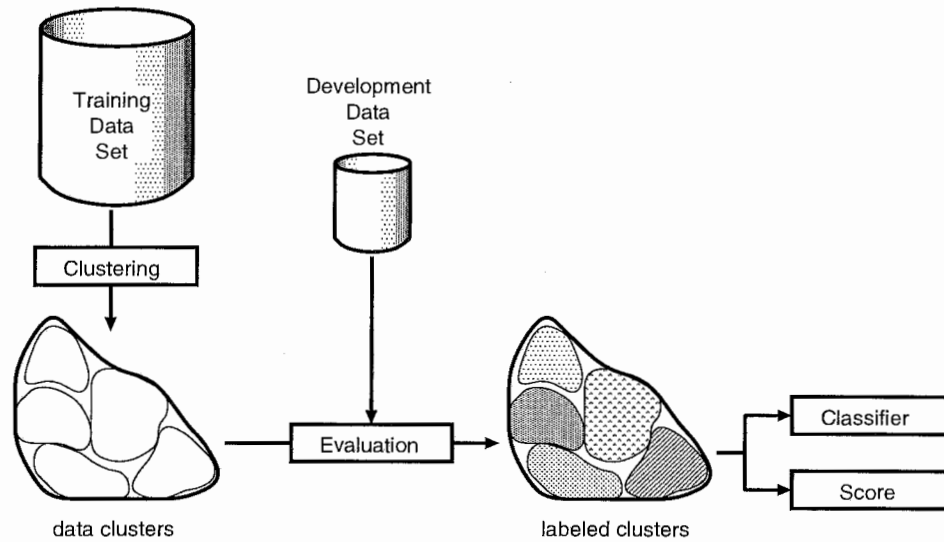 Training
Data
Set
Development
Data
Set
Clustering
Evaluation
Classifier
Score
data clusters
labeled clusters